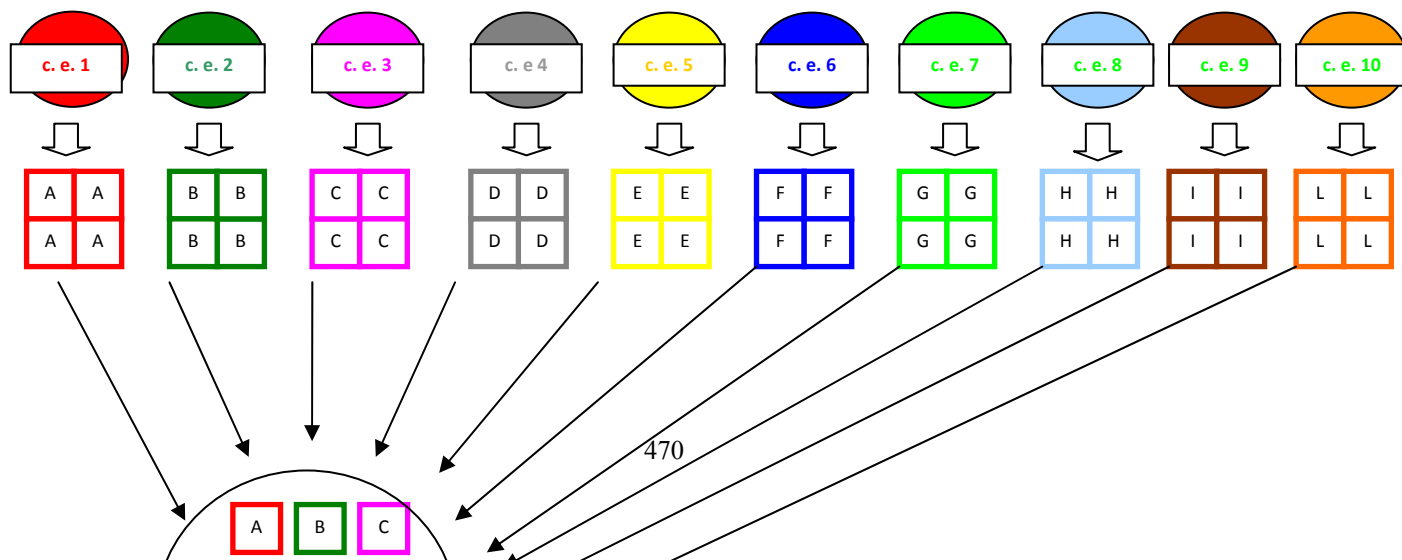 c. e. 1 c. e. 2 c. e. 3 c. e 4 c. e. 5 c. e. 6 c. e. 7 c. e. 8 c. e. 9 c. e. 10
A A B B C C D D E E F F G G H H I I L L
A A B B C C D D E E F F G G H H I I L L
470
A B C